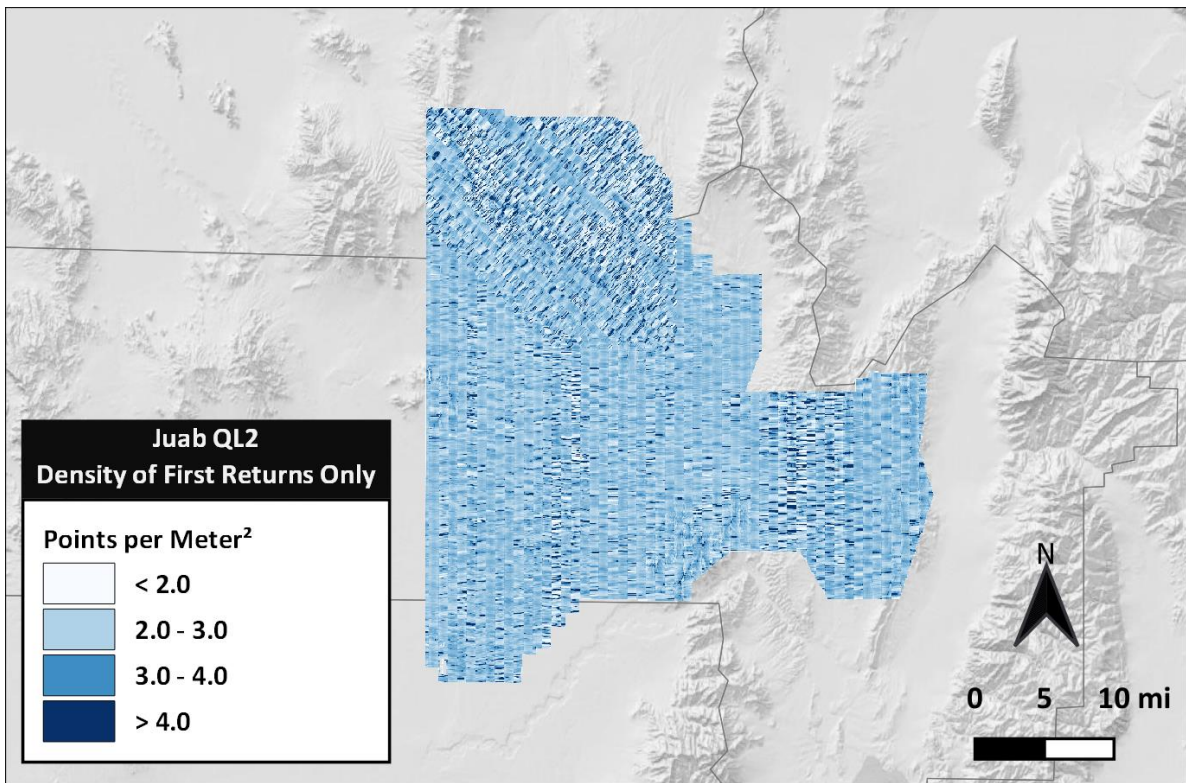 Juab QL2
Density of First Returns Only
Points per Meter²
< 2.0
2.0 - 3.0
3.0 - 4.0
> 4.0
N
0 5 10 mi